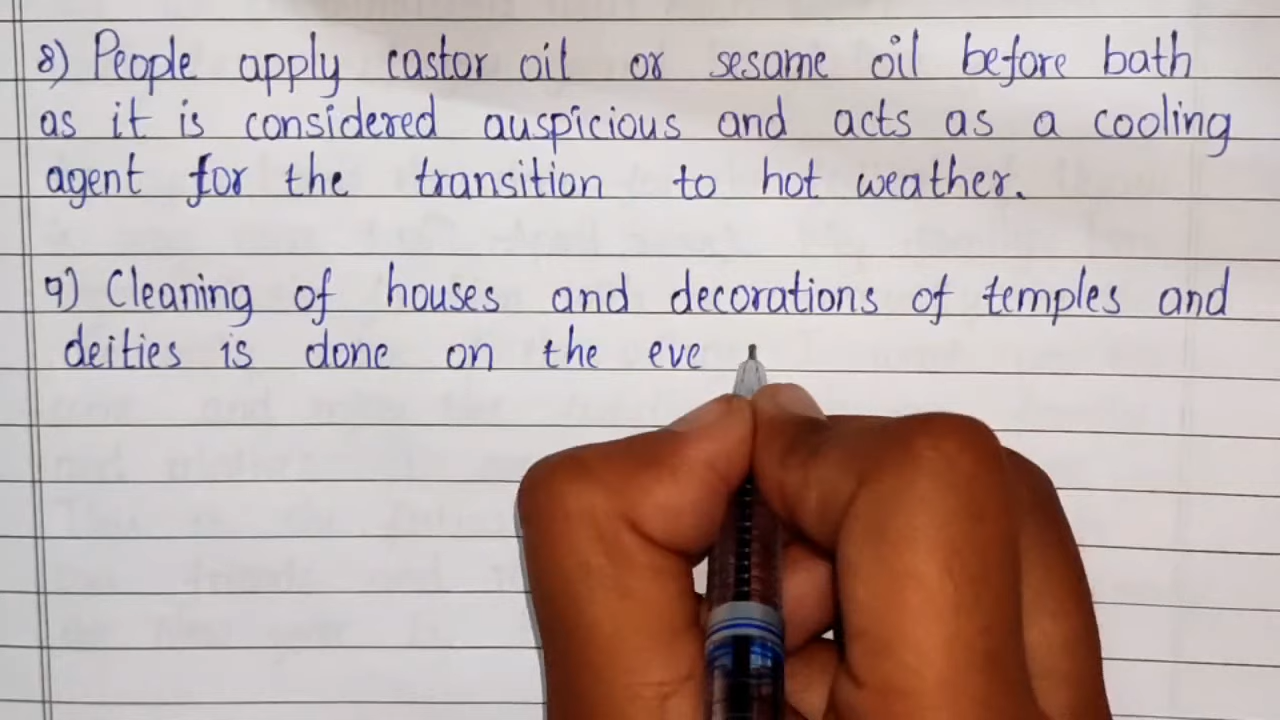 8) People apply castor oil or sesame oil before bath
as it is considered auspicious and acts as a cooling
agent for the transition to hot weather.
9) Cleaning of houses and decorations of temples and
deities is done on the eve